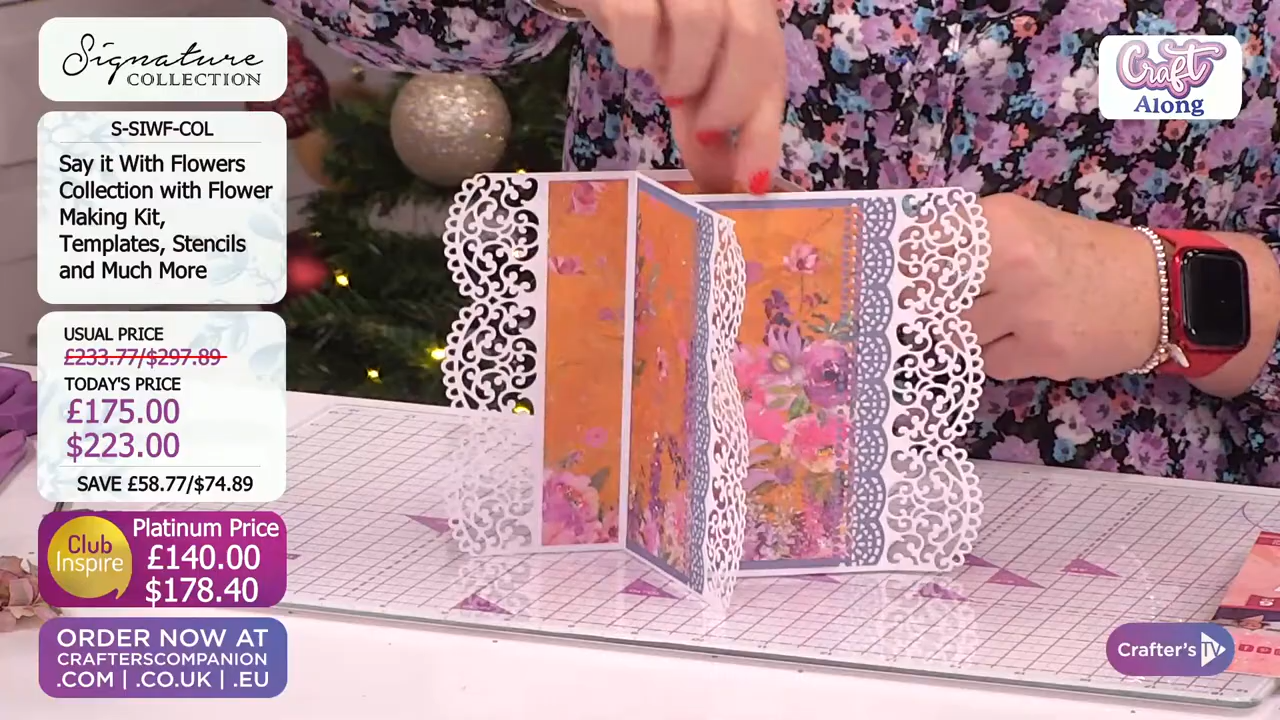 Signature
COLLECTION
S-SIWF-COL
Say it With Flowers
Collection with Flower
Making Kit,
Templates, Stencils
and Much More
USUAL PRICE
£233.77/$297.89
TODAY'S PRICE
£175.00
$223.00
SAVE £58.77/$74.89
Club
Inspire
Platinum Price
£140.00
$178.40
ORDER NOW AT
CRAFTERSCOMPANION
.COM | .CO.UK | .EU
Craft
Along
Crafter's TV